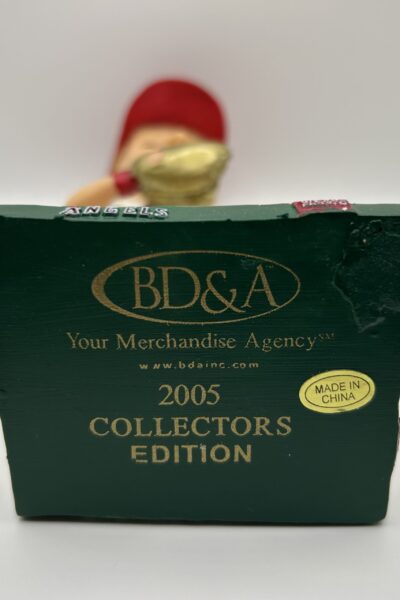 ANGELS
BD&A
Your Merchandise Agency℠
www.bdainc.com
2005
COLLECTORS
EDITION
MADE IN
CHINA